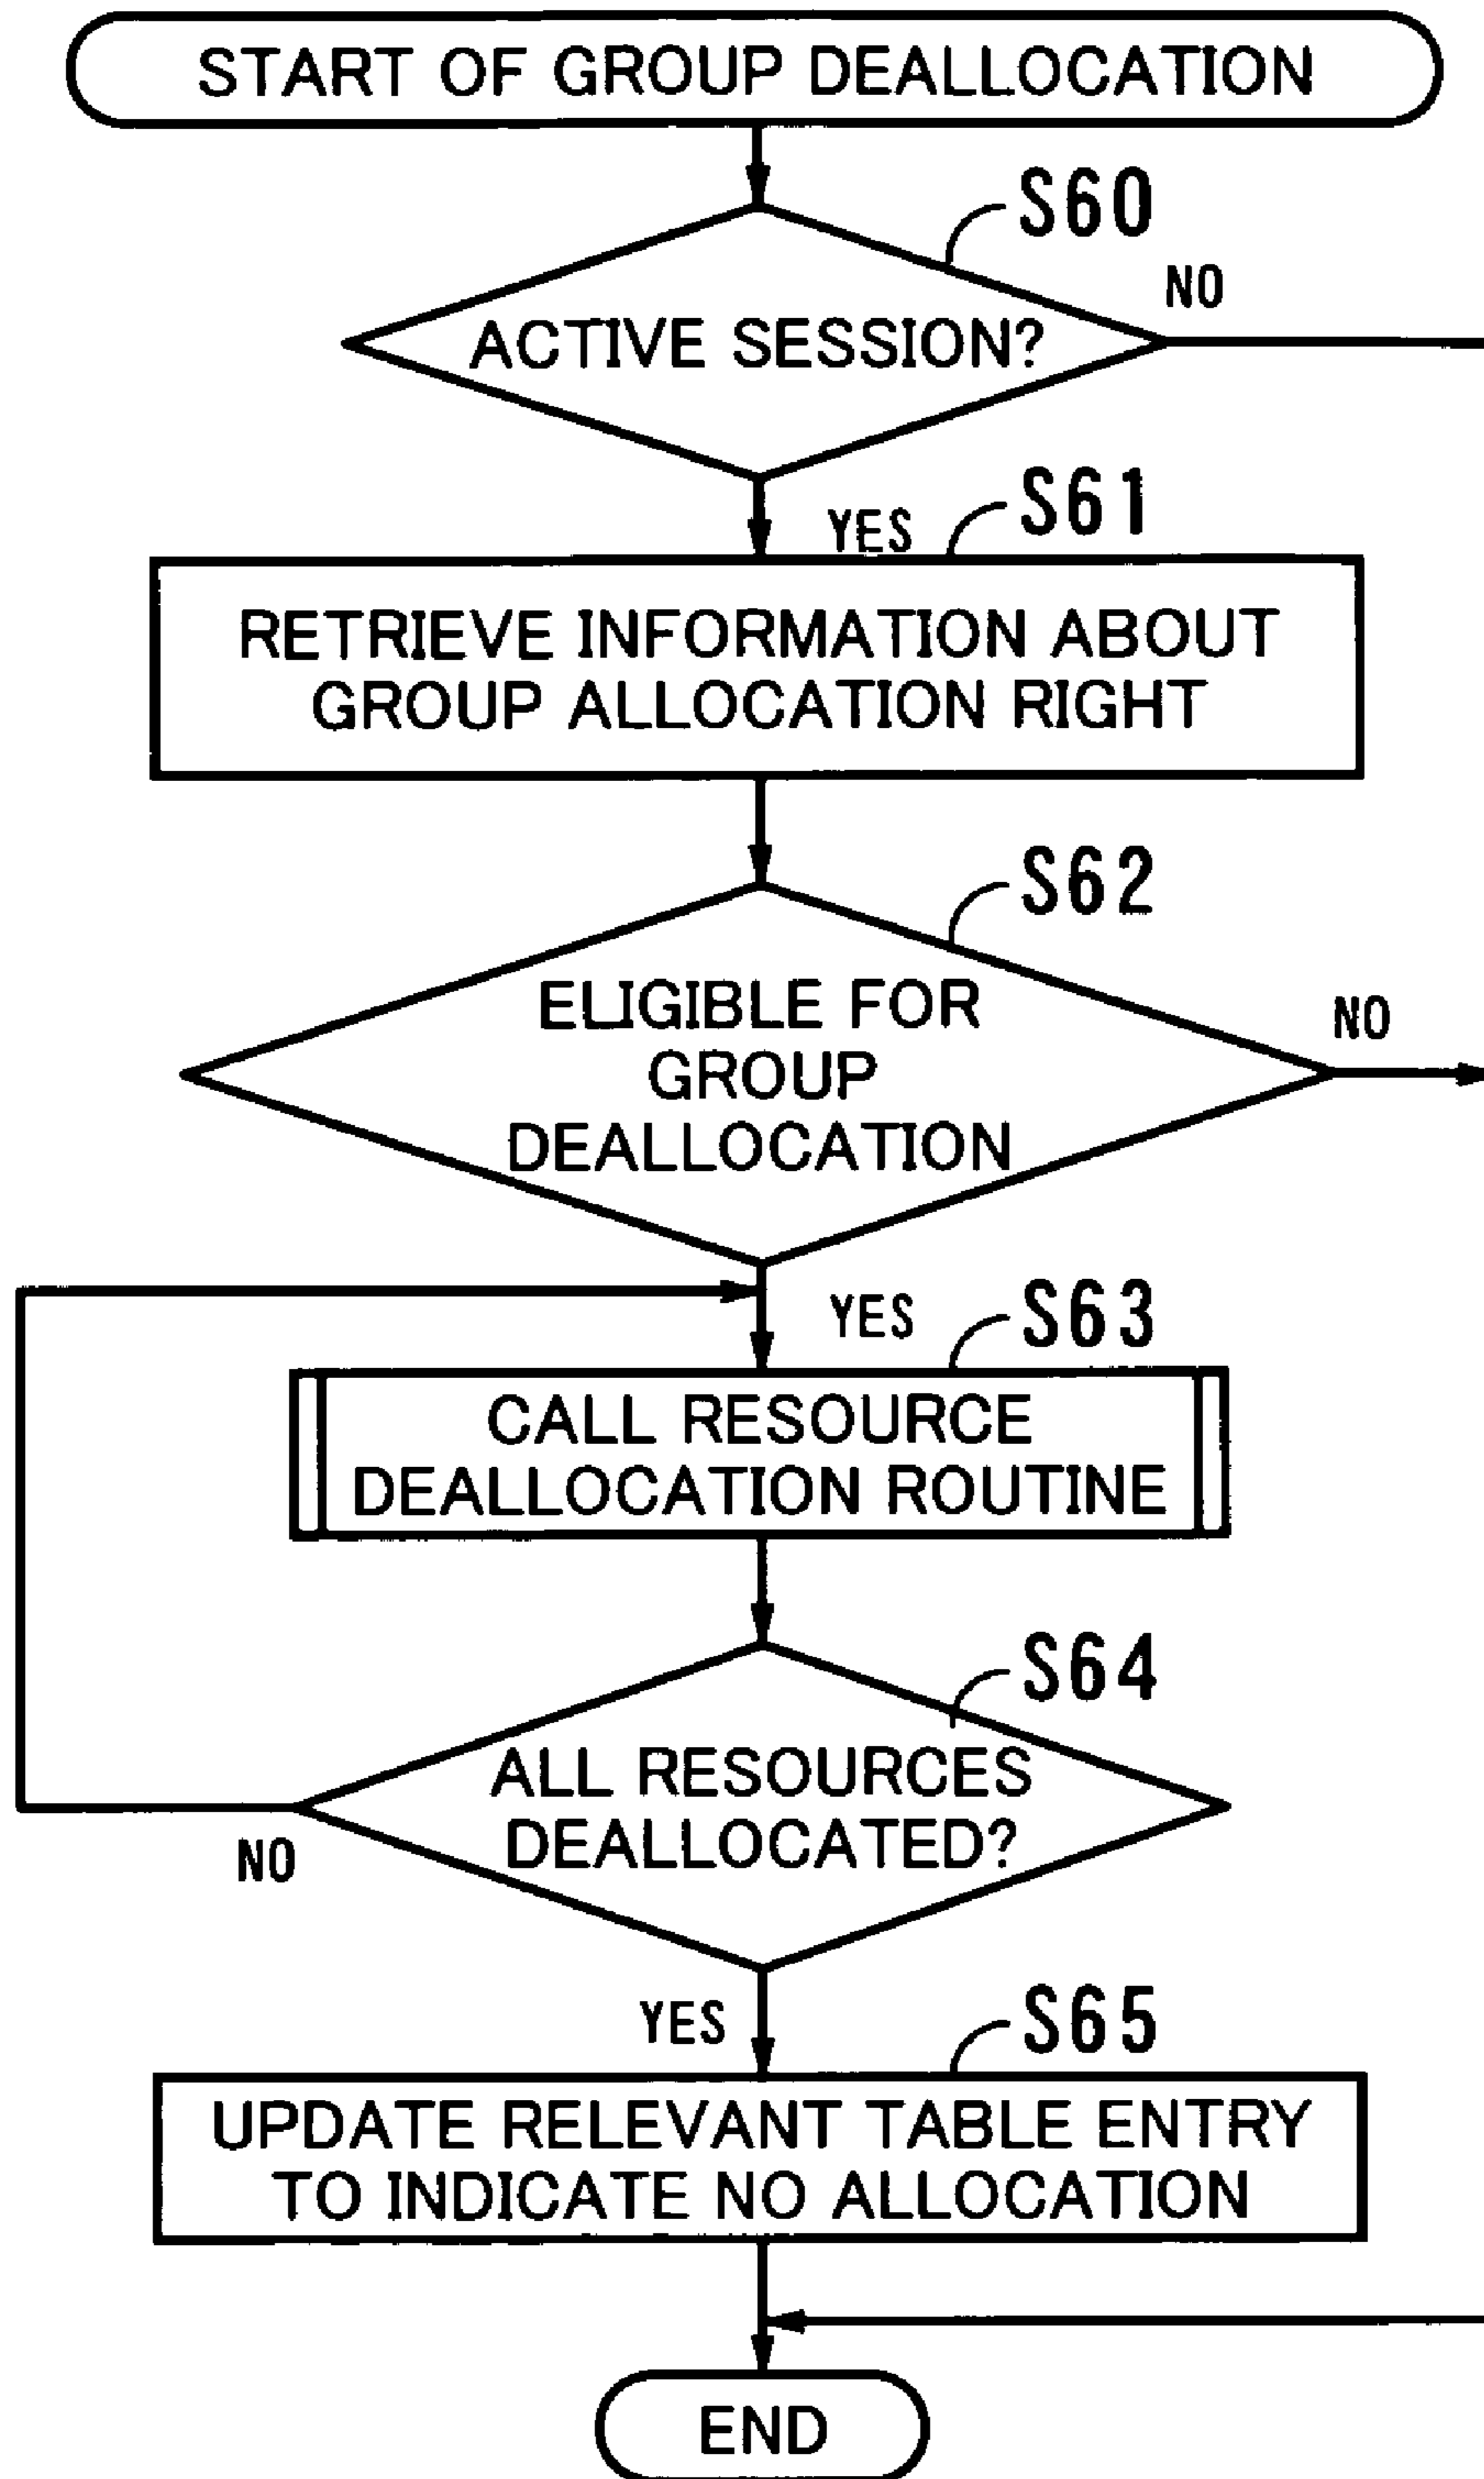 START OF GROUP DEALLOCATION
S60
NO
ACTIVE SESSION?
YES
S61
RETRIEVE INFORMATION ABOUT
GROUP ALLOCATION RIGHT
S62
ELIGIBLE FOR
NO
GROUP
DEALLOCATION
YES
S63
CALL RESOURCE
DEALLOCATION ROUTINE
S64
ALL RESOURCES
DEALLOCATED?
NO
YES
S65
UPDATE RELEVANT TABLE ENTRY
TO INDICATE NO ALLOCATION
END